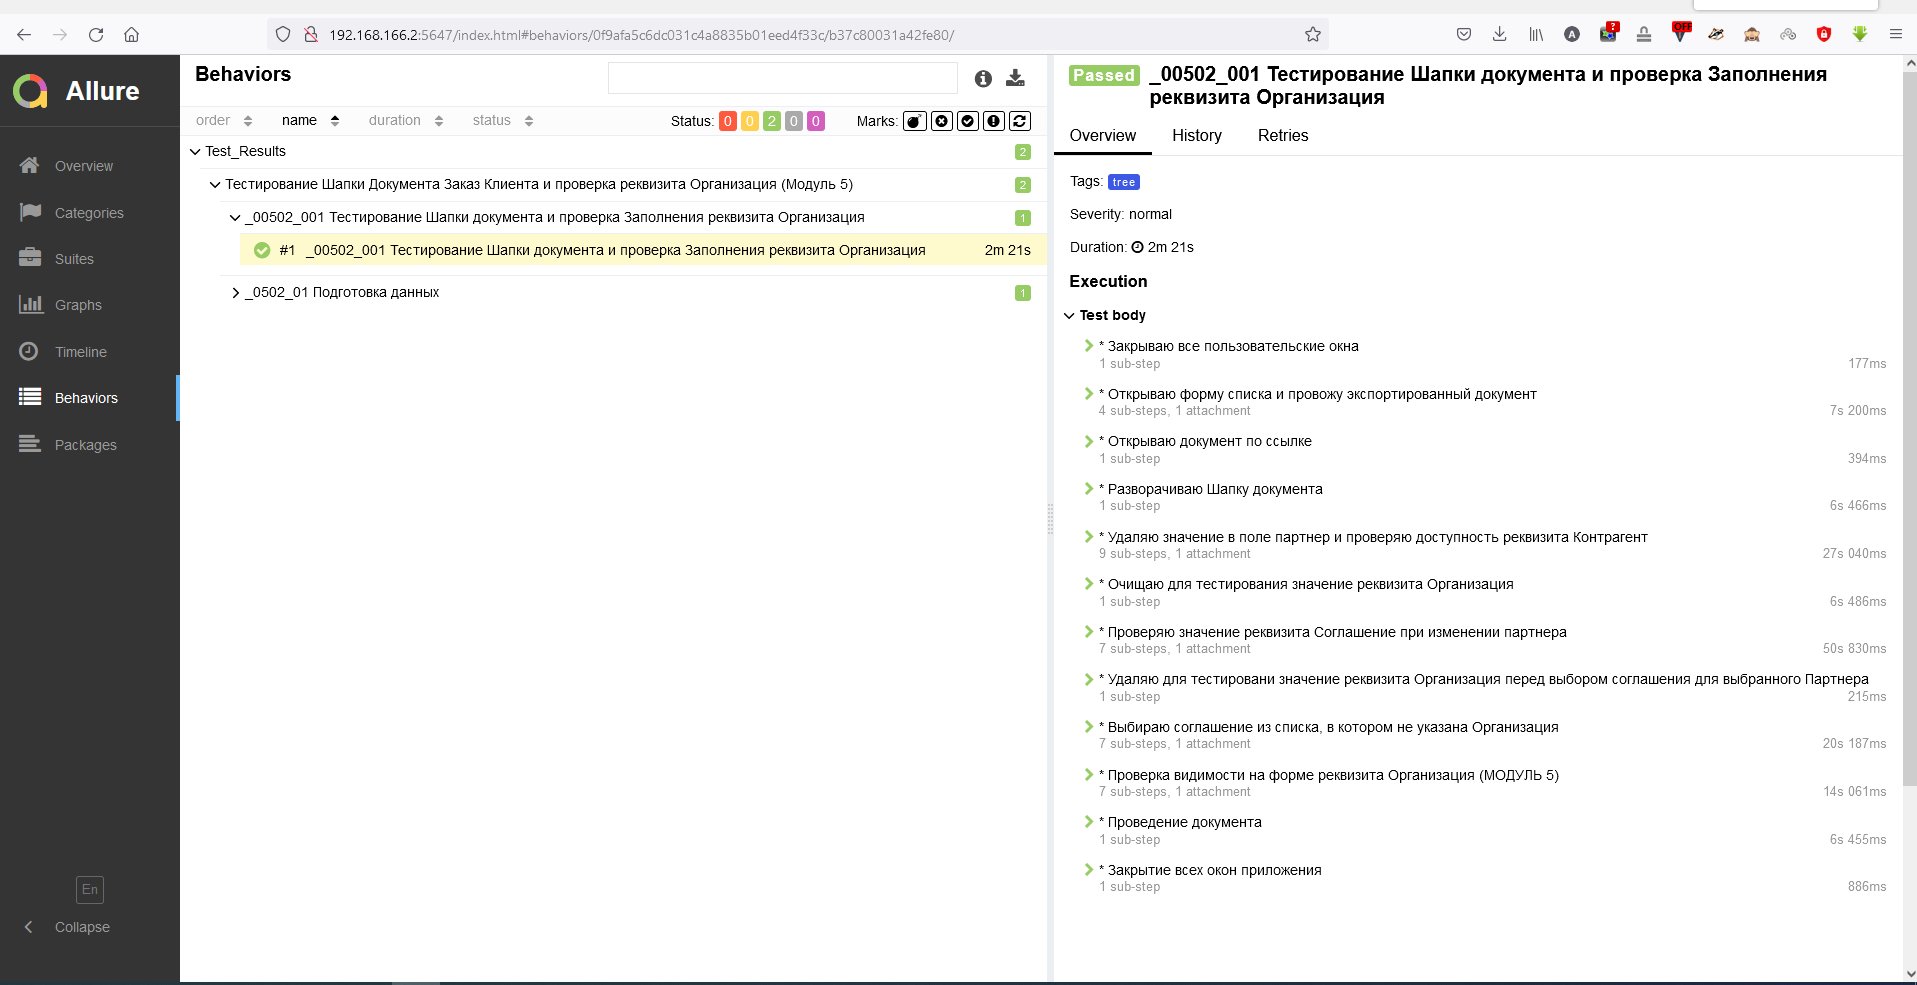 192.168.166.2:5647/index.html#behaviors/0f9afa5c6dc031c4a8835b01eed4f33c/b37c80031a42fe80/
A
?
OFF
Allure
Overview
Categories
Suites
Graphs
Timeline
Behaviors
Packages
En
Collapse
Behaviors
order name duration status Status: 0 0 2 0 0 Marks:
Test_Results 2
Тестирование Шапки Документа Заказ Клиента и проверка реквизита Организация (Модуль 5) 2
_00502_001 Тестирование Шапки документа и проверка Заполнения реквизита Организация 1
#1 _00502_001 Тестирование Шапки документа и проверка Заполнения реквизита Организация 2m 21s
_0502_01 Подготовка данных 1
Passed _00502_001 Тестирование Шапки документа и проверка Заполнения
реквизита Организация
Overview History Retries
Tags: tree
Severity: normal
Duration: 2m 21s
Execution
Test body
* Закрываю все пользовательские окна
1 sub-step 177ms
* Открываю форму списка и провожу экспортированный документ
4 sub-steps, 1 attachment 7s 200ms
* Открываю документ по ссылке
1 sub-step 394ms
* Разворачиваю Шапку документа
1 sub-step 6s 466ms
* Удаляю значение в поле партнер и проверяю доступность реквизита Контрагент
9 sub-steps, 1 attachment 27s 040ms
* Очищаю для тестирования значение реквизита Организация
1 sub-step 6s 486ms
* Проверяю значение реквизита Соглашение при изменении партнера
7 sub-steps, 1 attachment 50s 830ms
* Удаляю для тестировани значение реквизита Организация перед выбором соглашения для выбранного Партнера
1 sub-step 215ms
* Выбираю соглашение из списка, в котором не указана Организация
7 sub-steps, 1 attachment 20s 187ms
* Проверка видимости на форме реквизита Организация (МОДУЛЬ 5)
7 sub-steps, 1 attachment 14s 061ms
* Проведение документа
1 sub-step 6s 455ms
* Закрытие всех окон приложения
1 sub-step 886ms